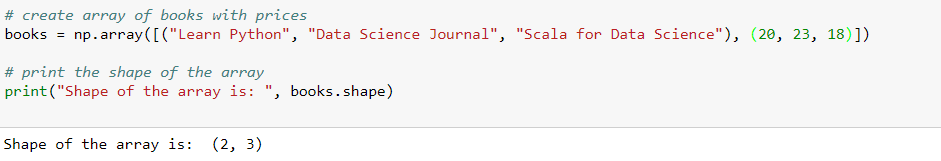 # create array of books with prices
books = np.array([("Learn Python", "Data Science Journal", "Scala for Data Science"), (20, 23, 18)])
# print the shape of the array
print("Shape of the array is: ", books.shape)
Shape of the array is:  (2, 3)